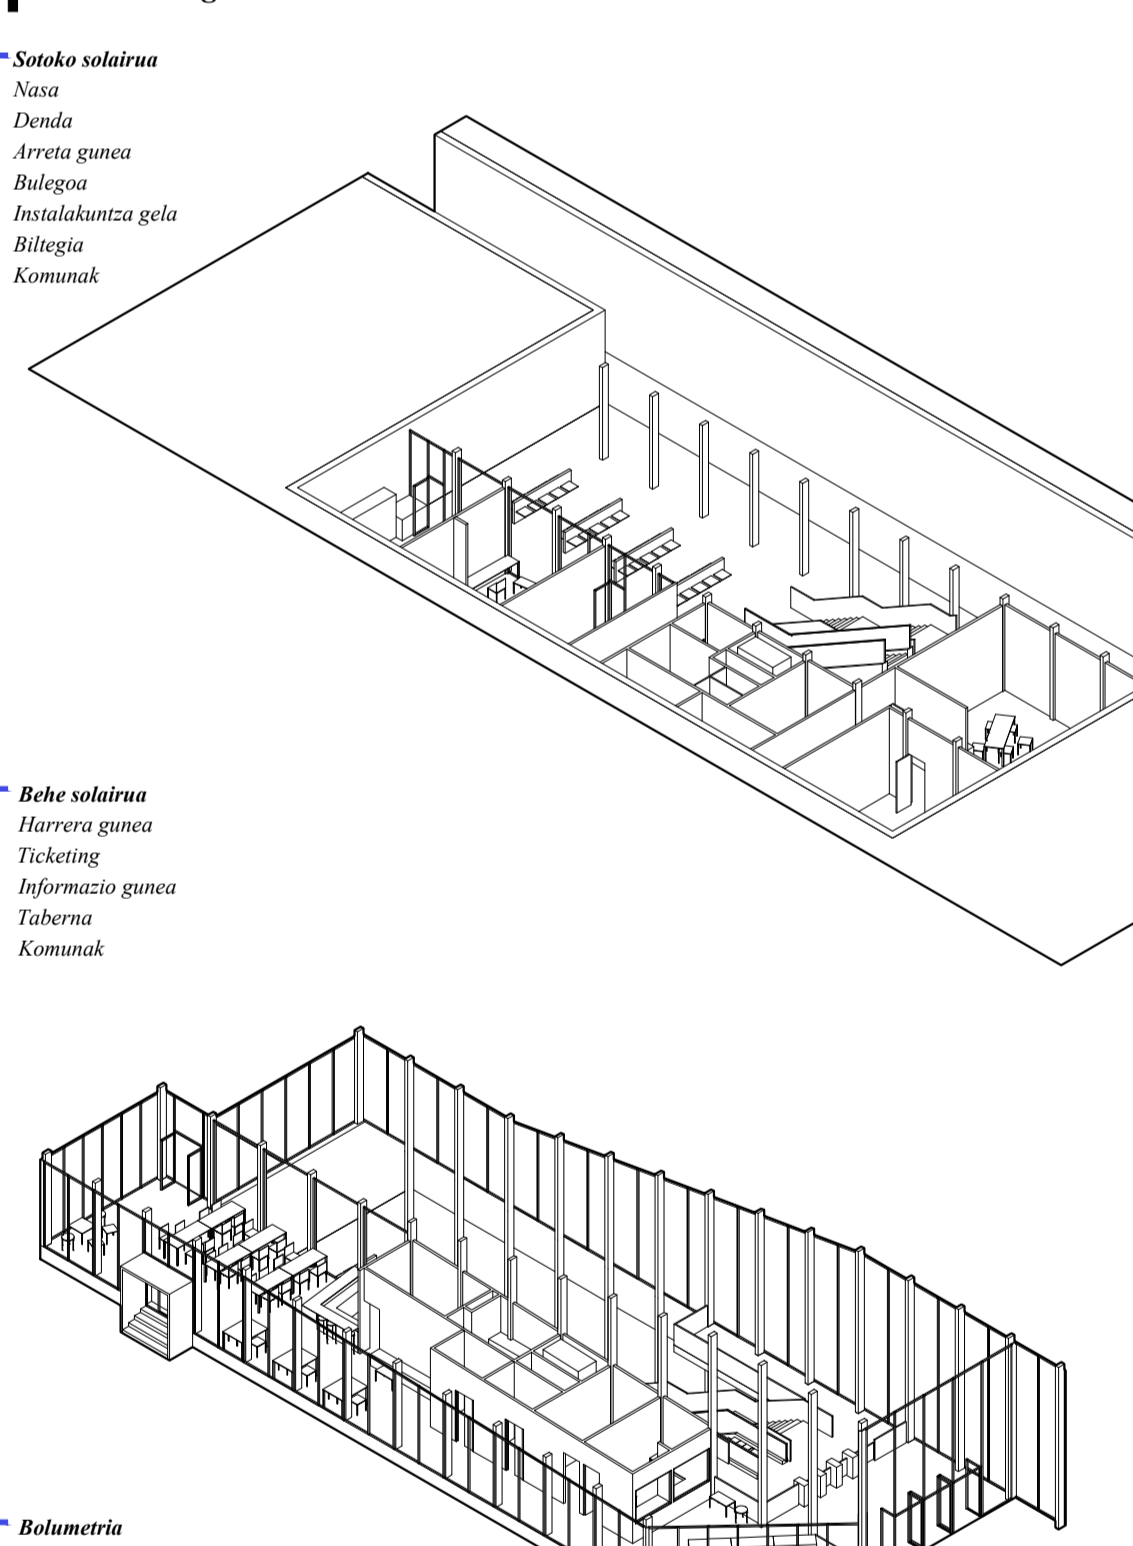 Sotoko solairua
Nasa
Denda
Arreta gunea
Bulegoa
Instalakuntza gela
Biltegia
Komunak
Behe solairua
Harrera gunea
Ticketing
Informazio gunea
Taberna
Komunak
Bolumetria